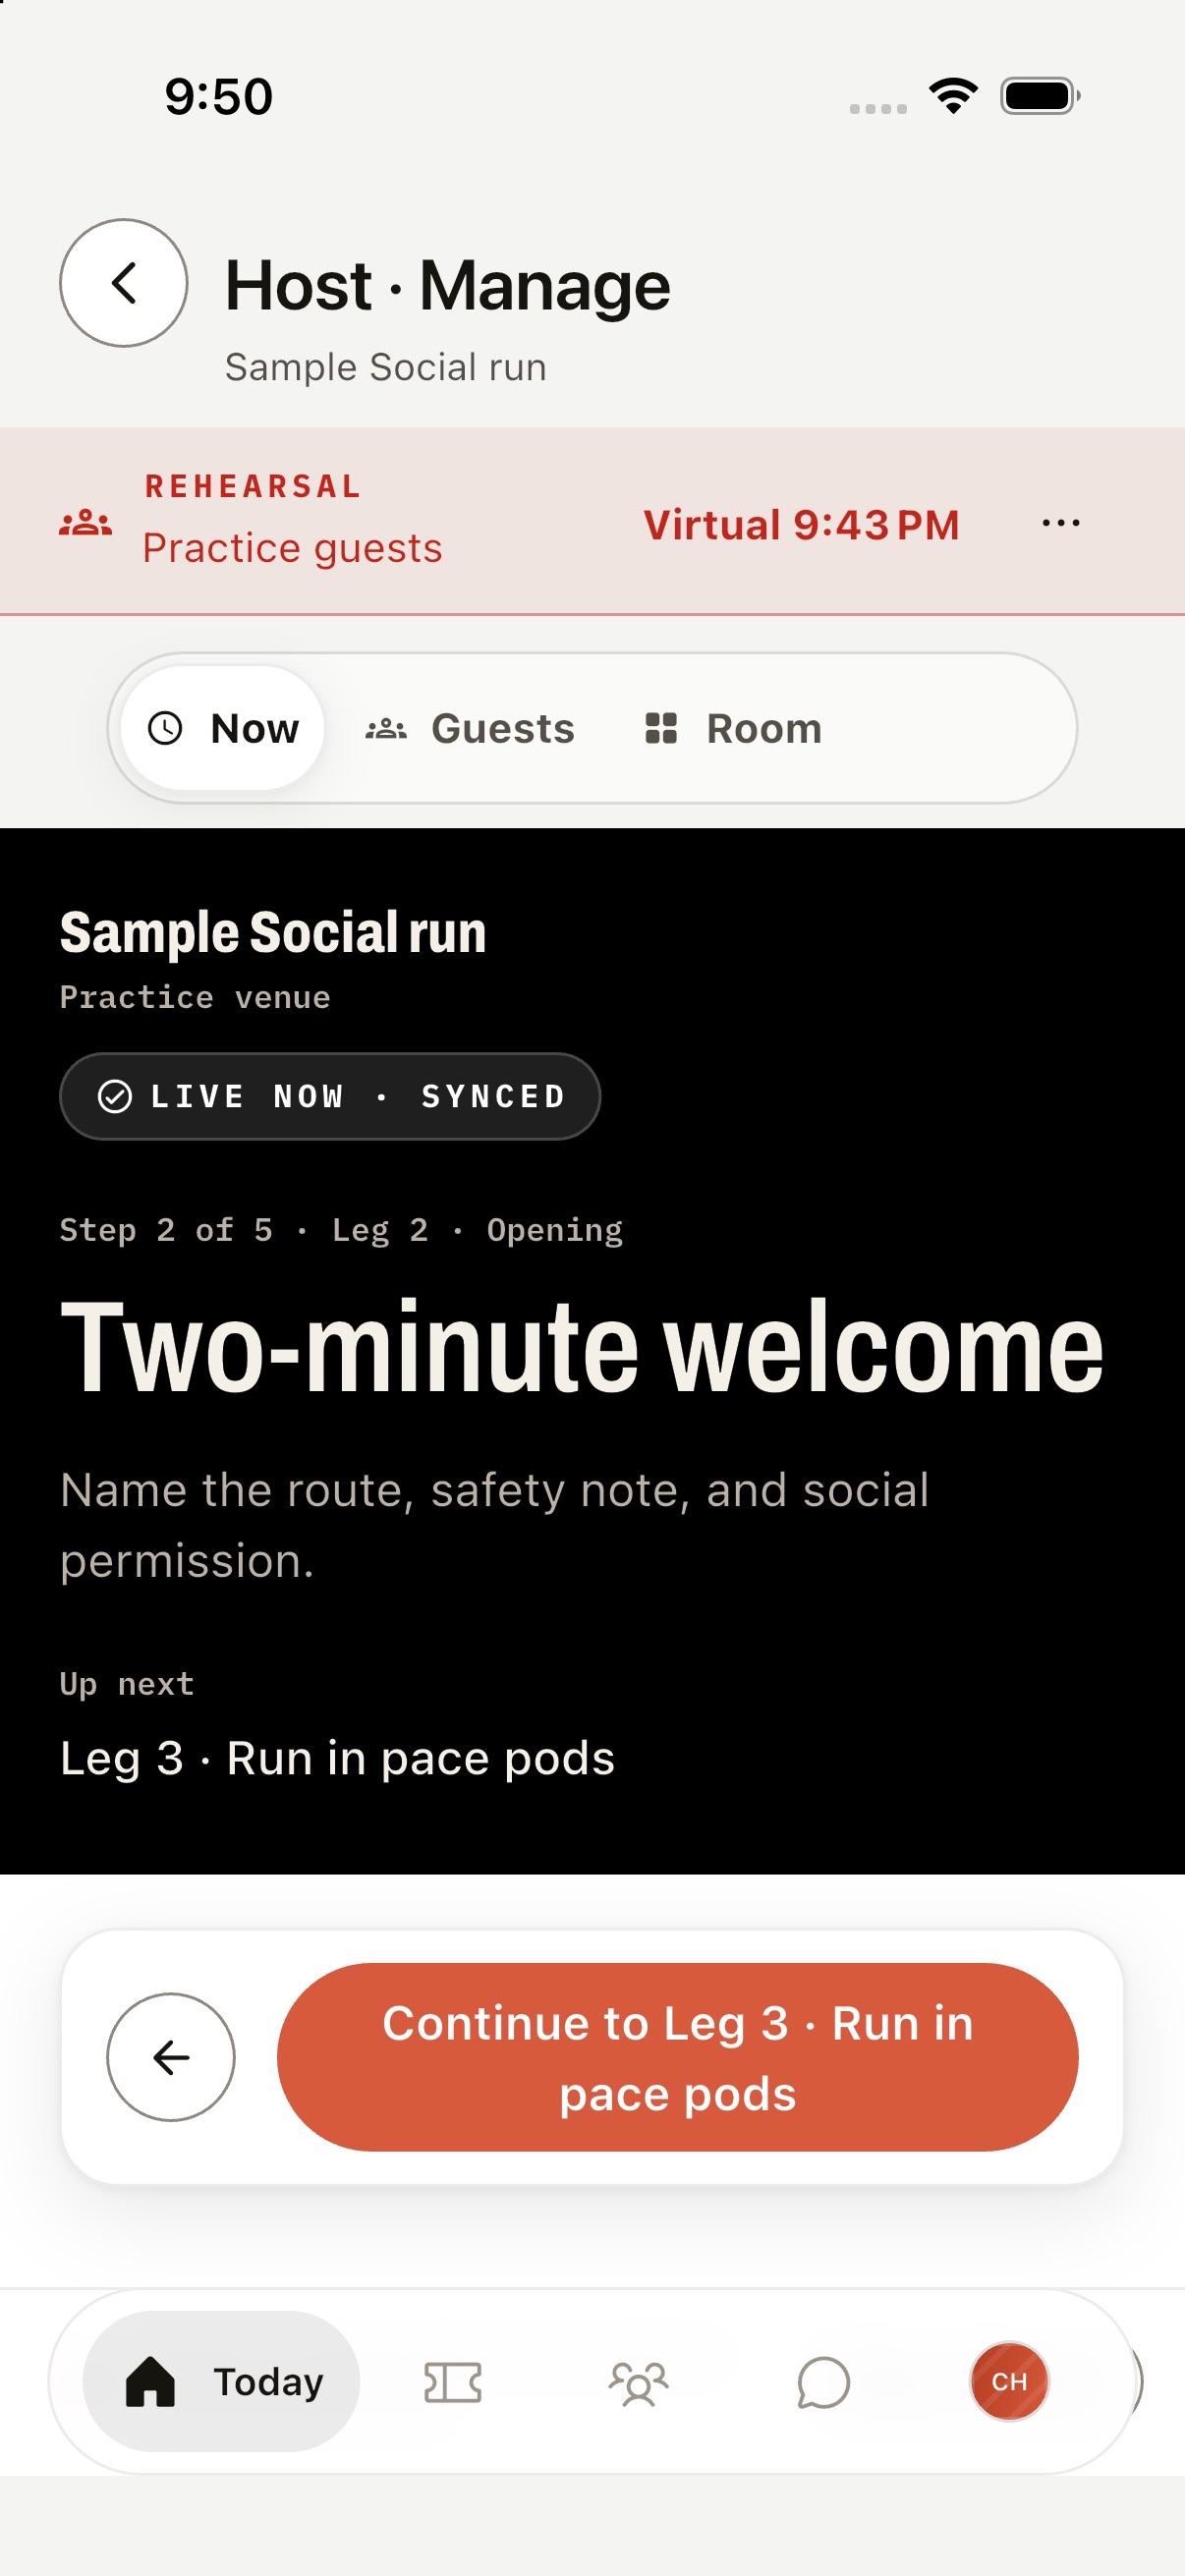 9:50
Host · Manage
Sample Social run
REHEARSAL
Practice guests
Virtual 9:43 PM
Now
Guests
Room
Sample Social run
Practice venue
LIVE NOW · SYNCED
Step 2 of 5 · Leg 2 · Opening
Two-minute welcome
Name the route, safety note, and social
permission.
Up next
Leg 3 · Run in pace pods
Continue to Leg 3 · Run in
pace pods
Today
CH